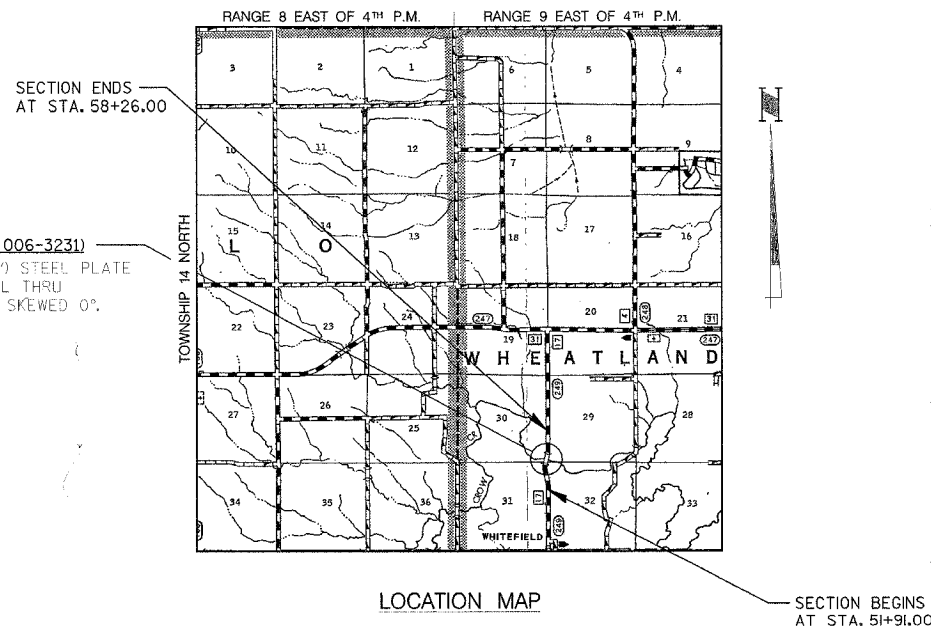 RANGE 8 EAST OF 4TH P.M. RANGE 9 EAST OF 4TH P.M.
SECTION ENDS
AT STA. 58+26.00
N
3 2 1 6 5 4
10 11 12 7 8 9
15 14 13 18 17 16
L O
TOWNSHIP 14 NORTH
006-3231)
STEEL PLATE
THRU
SKEWED 0°.
22 23 24 19 20 21
247 31 17 4 248 31 247
WHEATLAND
249
27 26 25 30 29 28
CR
CROW
34 35 36 31 32 33
17
249
WHITEFIELD
LOCATION MAP
SECTION BEGINS
AT STA. 51+91.00